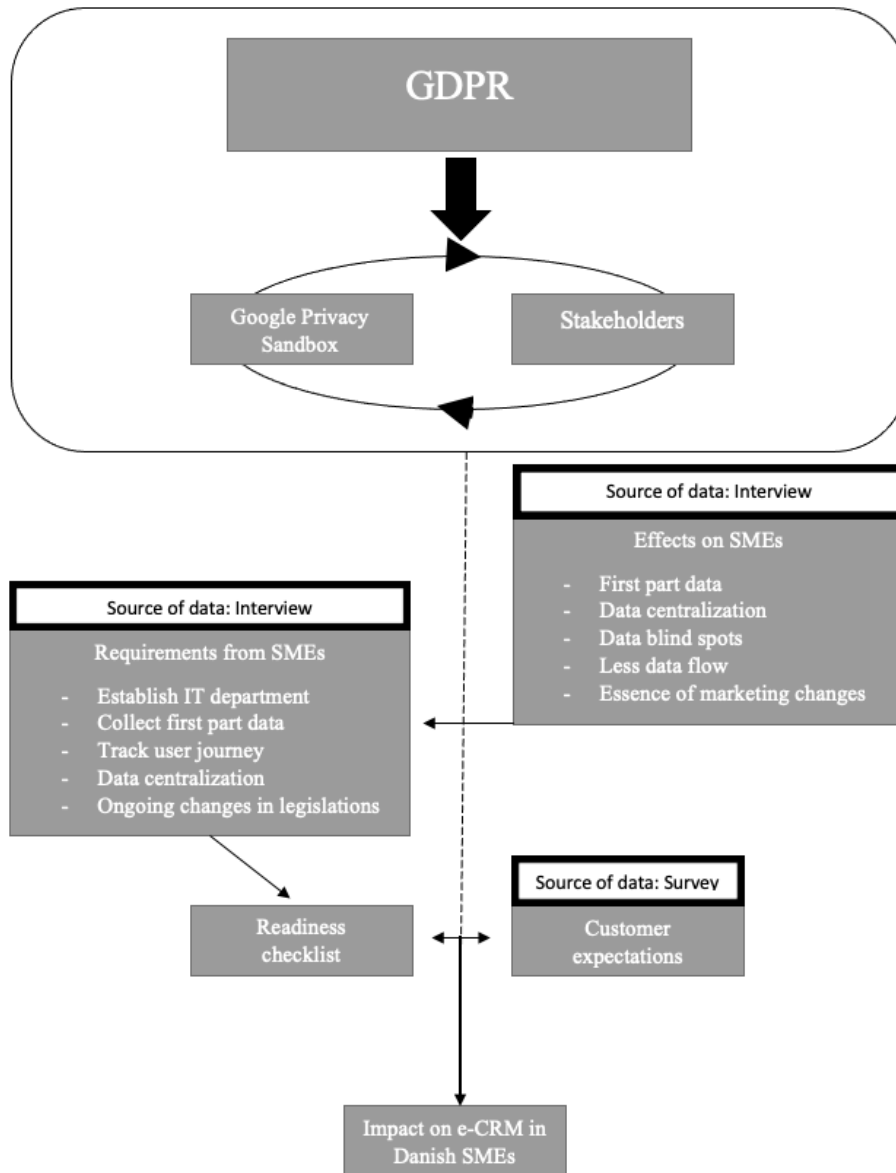 GDPR
Google Privacy
Sandbox
Stakeholders
Source of data: Interview
Effects on SMEs
- First part data
- Data centralization
- Data blind spots
- Less data flow
- Essence of marketing changes
Source of data: Interview
Requirements from SMEs
- Establish IT department
- Collect first part data
- Track user journey
- Data centralization
- Ongoing changes in legislations
Source of data: Survey
Readiness
checklist
Customer
expectations
Impact on e-CRM in
Danish SMEs